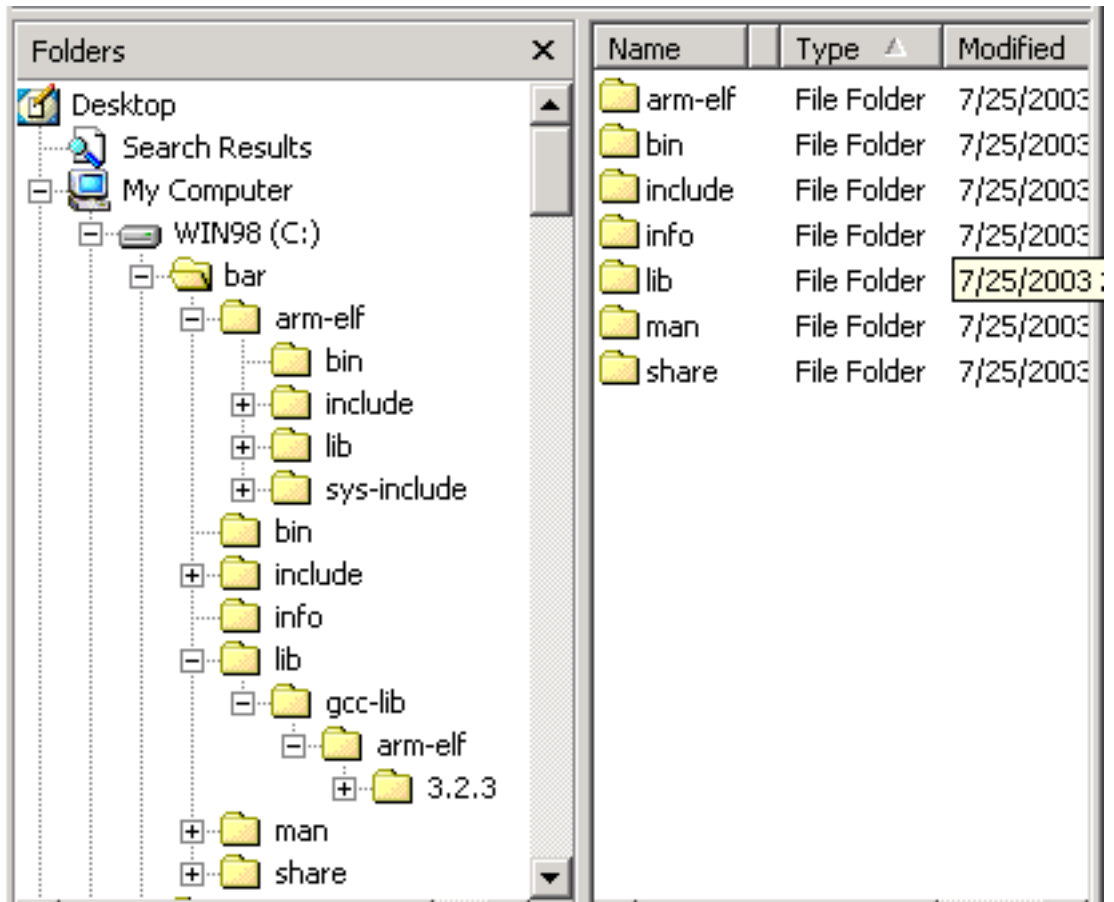 Folders
Desktop
Search Results
My Computer
WIN98 (C:)
bar
arm-elf
bin
include
lib
sys-include
bin
include
info
lib
gcc-lib
arm-elf
3.2.3
man
share
Name Type Modified
arm-elf File Folder 7/25/2003
bin File Folder 7/25/2003
include File Folder 7/25/2003
info File Folder 7/25/2003
lib File Folder 7/25/2003
man File Folder 7/25/2003
share File Folder 7/25/2003